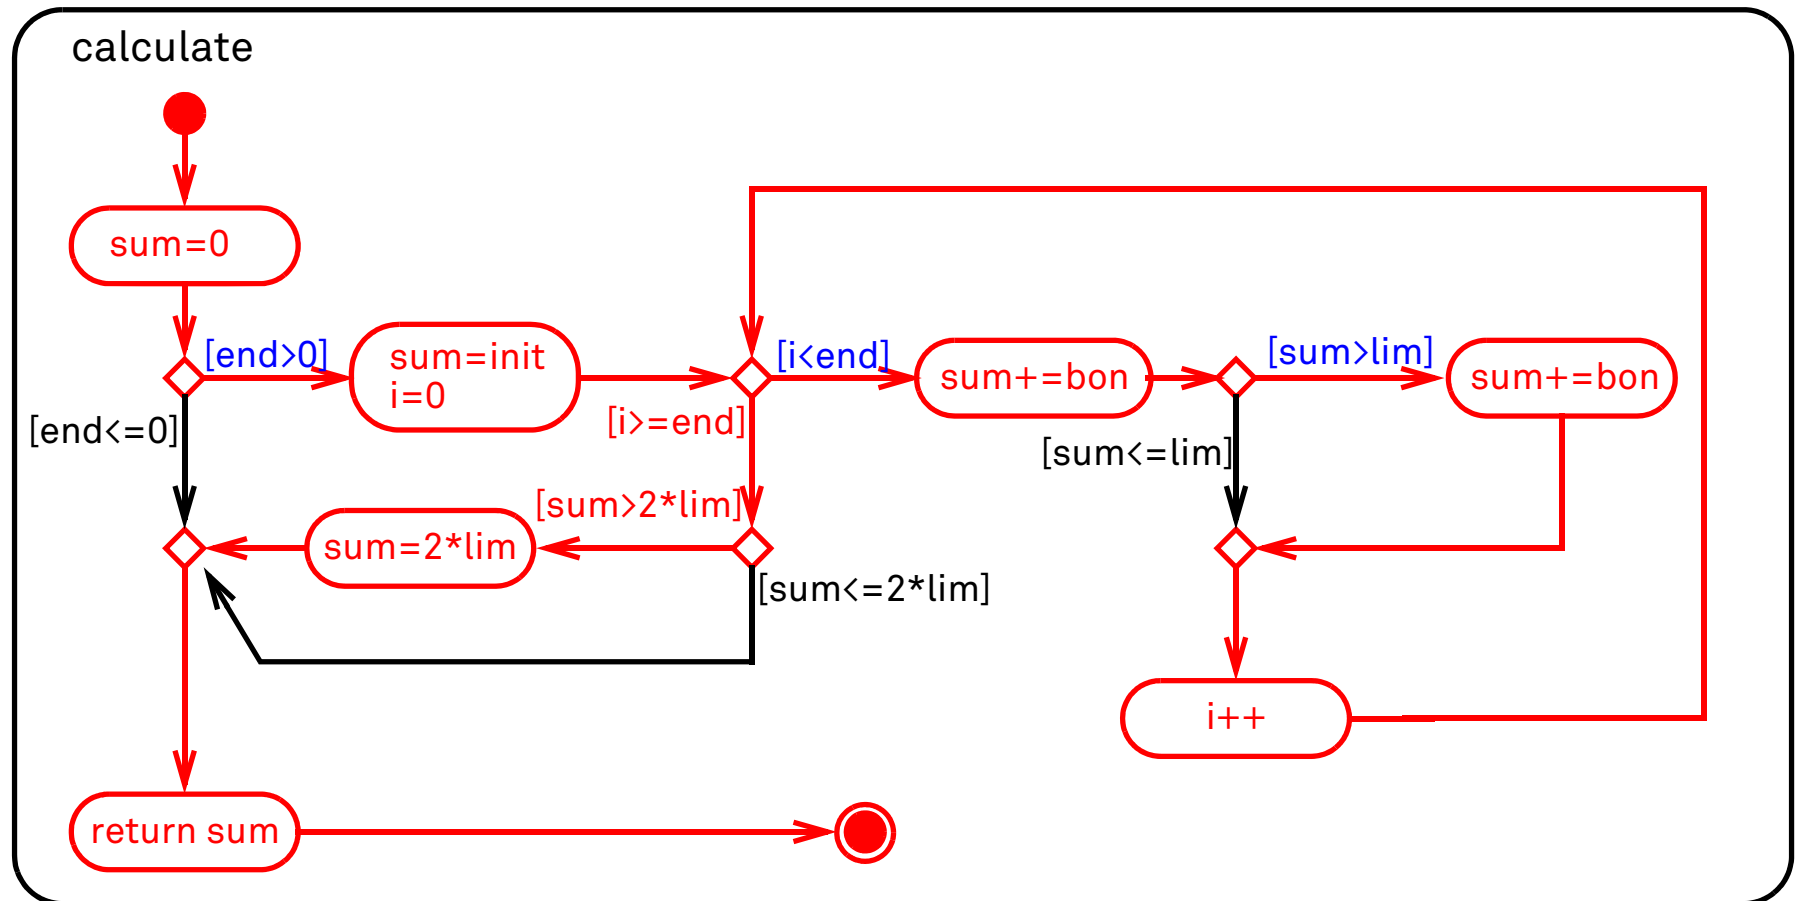 calculate
sum=0
[end>0]
sum=init
i=0
[i<end]
sum+=bon
[sum>lim]
sum+=bon
[end<=0]
[i>=end]
[sum<=lim]
[sum>2*lim]
sum=2*lim
[sum<=2*lim]
i++
return sum